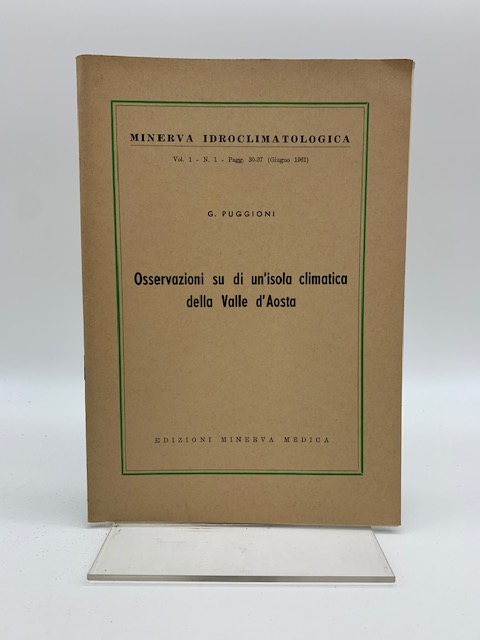 MINERVA IDROCLIMATOLOGICA
Vol. 1 - N. 1 - Pagg. 30-37 (Giugno 1961)
G. PUGGIONI
Osservazioni su di un'isola climatica
della Valle d'Aosta
EDIZIONI MINERVA MEDICA